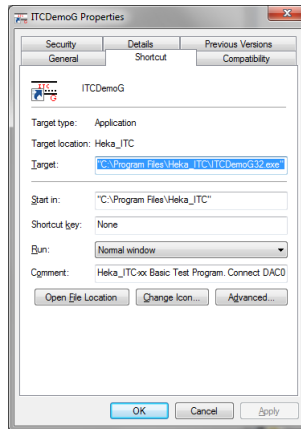 ITCDemoG Properties
Security Details Previous Versions
General Shortcut Compatibility
ITC
G
ITCDemoG
Target type: Application
Target location: Heka_ITC
Target: "C:\Program Files\Heka_ITC\ITCDemoG32.exe"
Start in: "C:\Program Files\Heka_ITC"
Shortcut key: None
Run: Normal window
Comment: Heka_ITC-xx Basic Test Program. Connect DAC0
Open File Location Change Icon... Advanced...
OK Cancel Apply